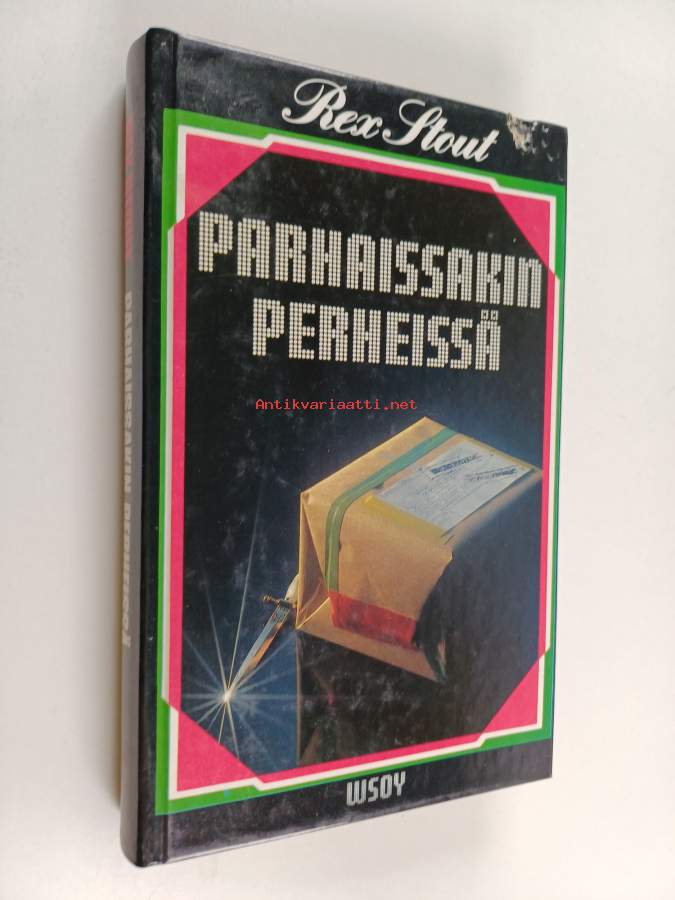 Rex Stout
PARHAISSAKIN
PERHEISSÄ
Antikvariaatti.net
WSOY
PARHAISSAKIN PERHEISSÄ